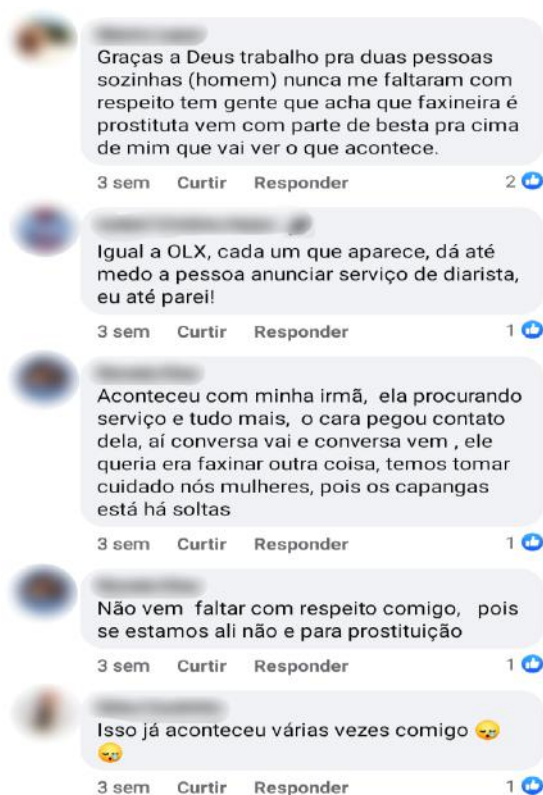 Graças a Deus trabalho pra duas pessoas
sozinhas (homem) nunca me faltaram com
respeito tem gente que acha que faxineira é
prostituta vem com parte de besta pra cima
de mim que vai ver o que acontece.
3 sem Curtir Responder 2
Igual a OLX, cada um que aparece, dá até
medo a pessoa anunciar serviço de diarista,
eu até parei!
3 sem Curtir Responder 1
Aconteceu com minha irmã, ela procurando
serviço e tudo mais, o cara pegou contato
dela, aí conversa vai e conversa vem , ele
queria era faxinar outra coisa, temos tomar
cuidado nós mulheres, pois os capangas
está há soltas
3 sem Curtir Responder 1
Não vem faltar com respeito comigo, pois
se estamos ali não e para prostituição
3 sem Curtir Responder 1
Isso já aconteceu várias vezes comigo 😪
😪
3 sem Curtir Responder 1